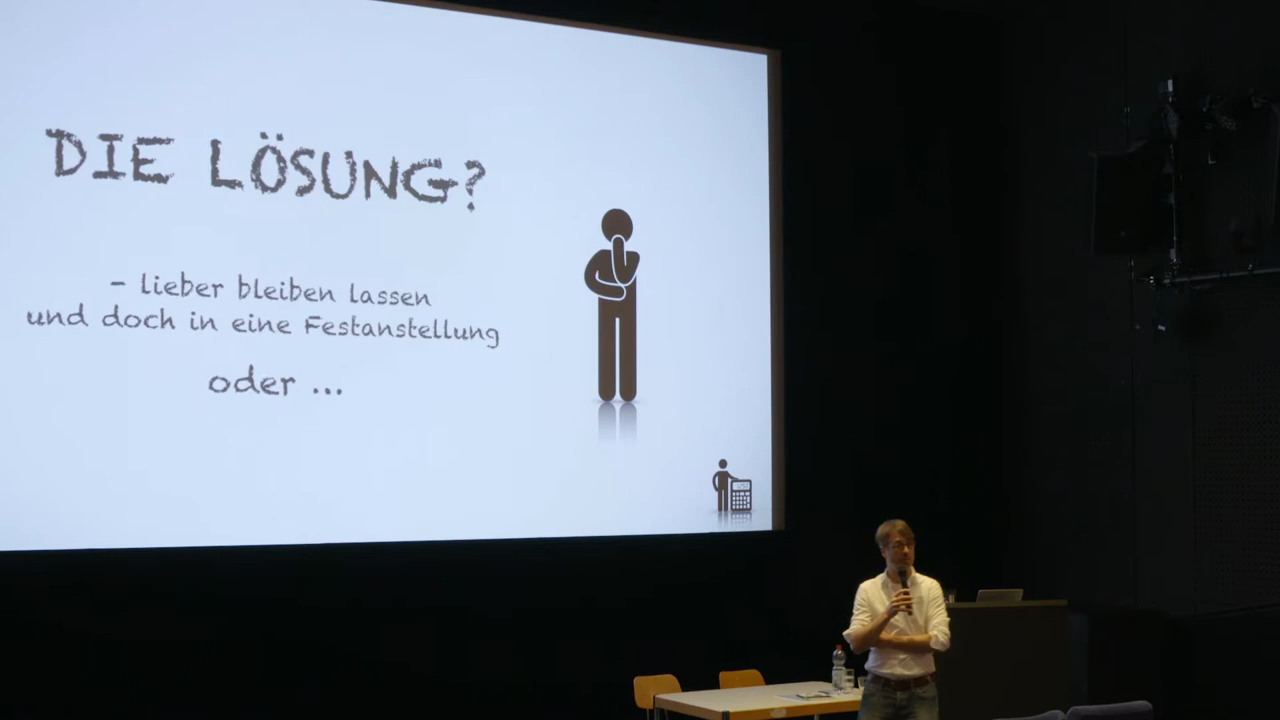 DIE LÖSUNG?
- lieber bleiben lassen
und doch in eine Festanstellung
oder ...